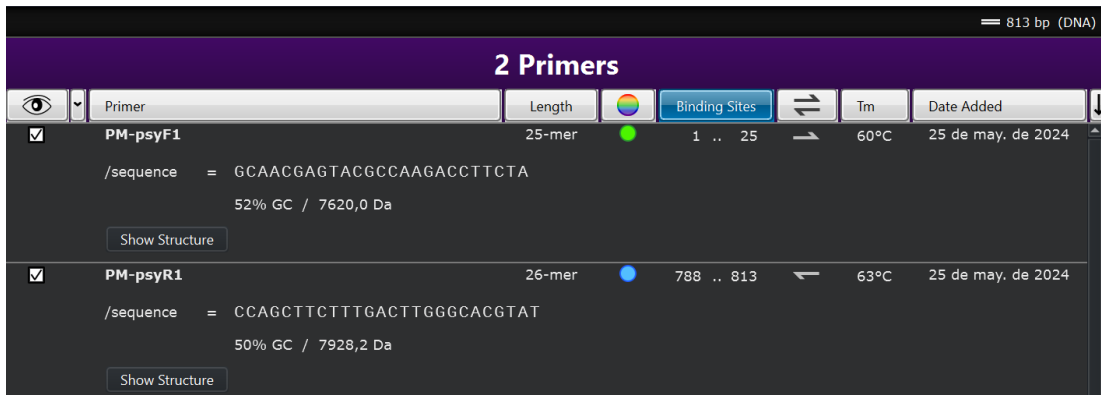 813 bp (DNA)
2 Primers
Primer Length Binding Sites Tm Date Added
PM-psyF1 25-mer 1 .. 25 60°C 25 de may. de 2024
/sequence = GCAACGAGTACGCCAAGACCTTCTA
52% GC / 7620,0 Da
Show Structure
PM-psyR1 26-mer 788 .. 813 63°C 25 de may. de 2024
/sequence = CCAGCTTCTTTGACTTGGGCACGTAT
50% GC / 7928,2 Da
Show Structure